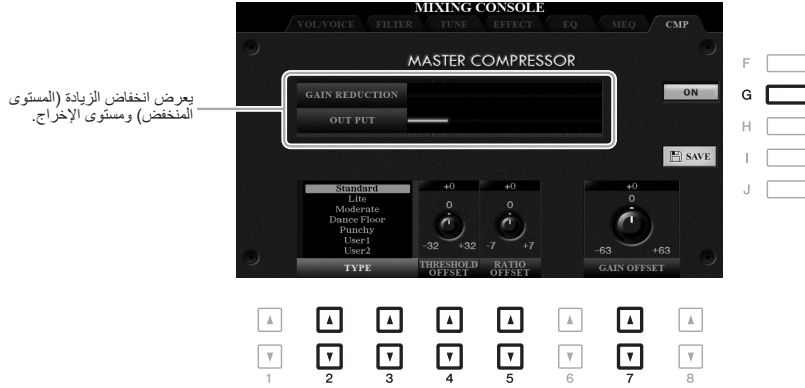 MIXING CONSOLE
VOL/VOICE FILTER TUNE EFFECT EQ MEQ CMP
MASTER COMPRESSOR
GAIN REDUCTION
OUT PUT
يعرض انخفاض الزيادة (المستوى
المنخفض) ومستوى الإخراج.
ON
SAVE
F
G
H
I
J
Standard
Lite
Moderate
Dance Floor
Punchy
User1
User2
TYPE
+0
0
-32 +32
THRESHOLD
OFFSET
+0
0
-7 +7
RATIO
OFFSET
+0
0
-63 +63
GAIN OFFSET
1 2 3 4 5 6 7 8